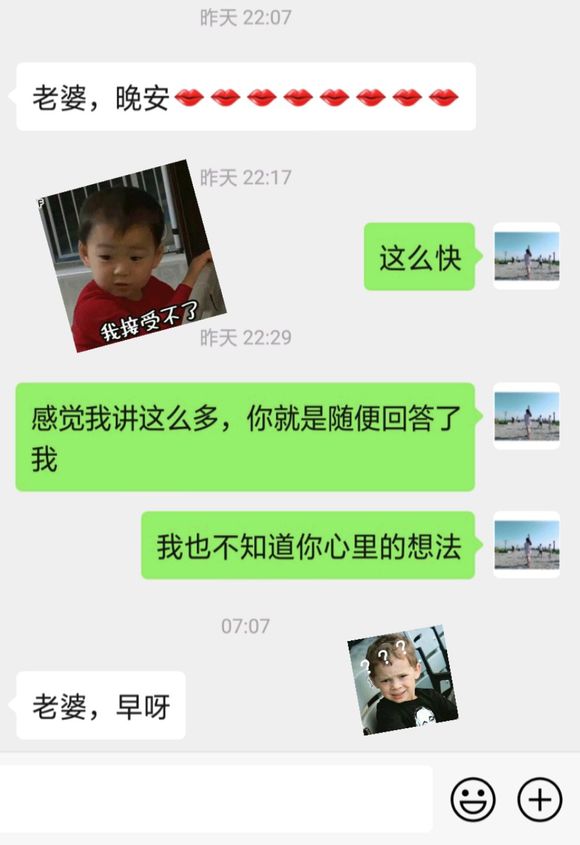 昨天 22:07
老婆，晚安💋💋💋💋💋💋💋💋
昨天 22:17
这么快
我接受不了
昨天 22:29
感觉我讲这么多，你就是随便回答了
我
我也不知道你心里的想法
07:07
? ? ?
老婆，早呀